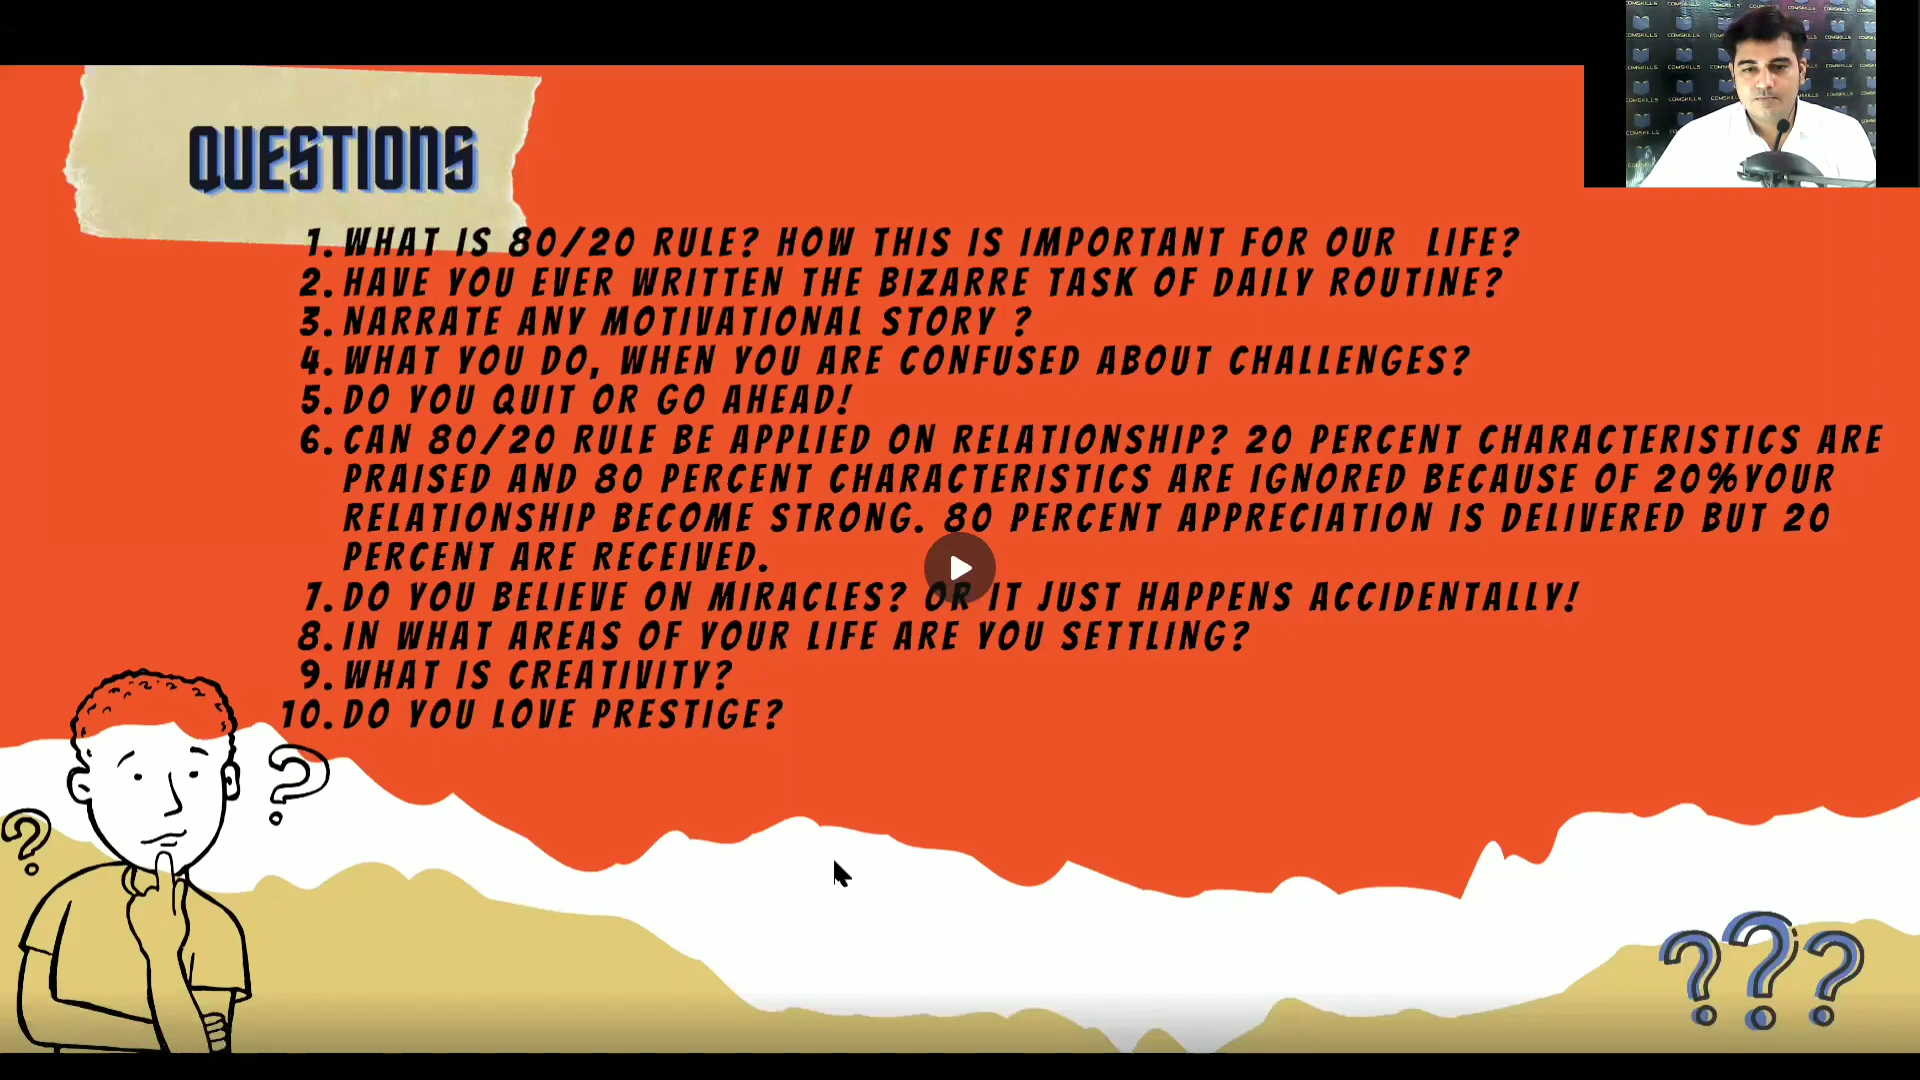 QUESTIONS
1. WHAT IS 80/20 RULE? HOW THIS IS IMPORTANT FOR OUR LIFE?
2. HAVE YOU EVER WRITTEN THE BIZARRE TASK OF DAILY ROUTINE?
3. NARRATE ANY MOTIVATIONAL STORY ?
4. WHAT YOU DO, WHEN YOU ARE CONFUSED ABOUT CHALLENGES?
5. DO YOU QUIT OR GO AHEAD!
6. CAN 80/20 RULE BE APPLIED ON RELATIONSHIP? 20 PERCENT CHARACTERISTICS ARE
PRAISED AND 80 PERCENT CHARACTERISTICS ARE IGNORED BECAUSE OF 20%YOUR
RELATIONSHIP BECOME STRONG. 80 PERCENT APPRECIATION IS DELIVERED BUT 20
PERCENT ARE RECEIVED.
7. DO YOU BELIEVE ON MIRACLES? OR IT JUST HAPPENS ACCIDENTALLY!
8. IN WHAT AREAS OF YOUR LIFE ARE YOU SETTLING?
9. WHAT IS CREATIVITY?
10. DO YOU LOVE PRESTIGE?